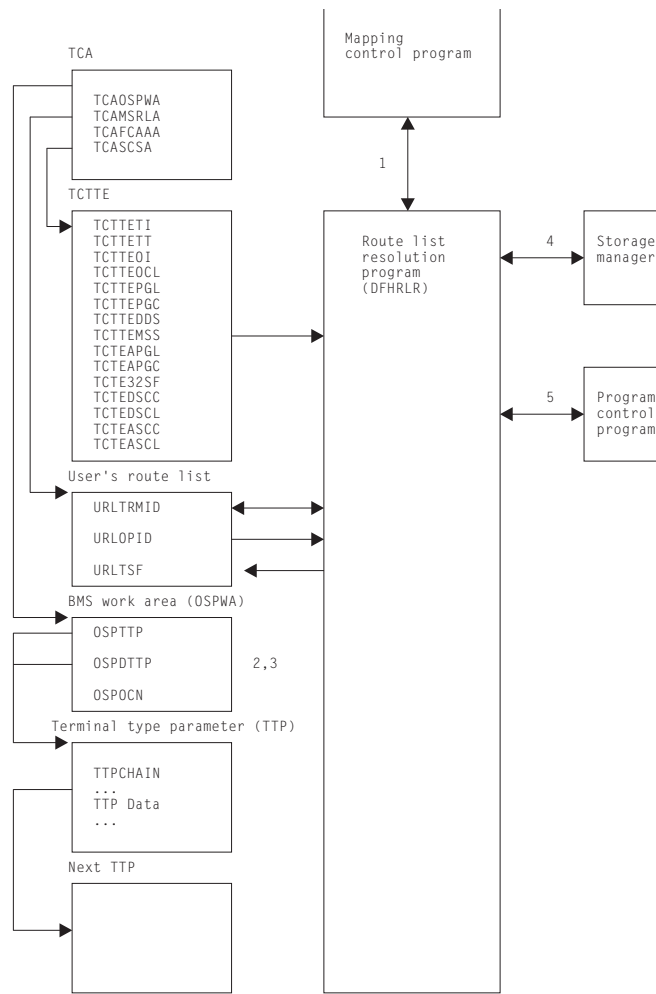 Mapping
control program
TCA
TCAOSPWA
TCAMSRLA
TCAFCAAA
TCASCSA
1
TCTTE
TCTTETI
TCTTETT
TCTTEOI
TCTTEOCL
TCTTEPGL
TCTTEPGC
TCTTEDDS
TCTTEMSS
TCTEAPGL
TCTEAPGC
TCTE32SF
TCTEDSCC
TCTEDSCL
TCTEASCC
TCTEASCL
Route list
resolution
program
(DFHRLR)
4
Storage
manager
5
Program
control
program
User's route list
URLTRMID
URLOPID
URLTSF
BMS work area (OSPWA)
OSPTTP
OSPDTTP
OSPOCN
2,3
Terminal type parameter (TTP)
TTPCHAIN
...
TTP Data
...
Next TTP